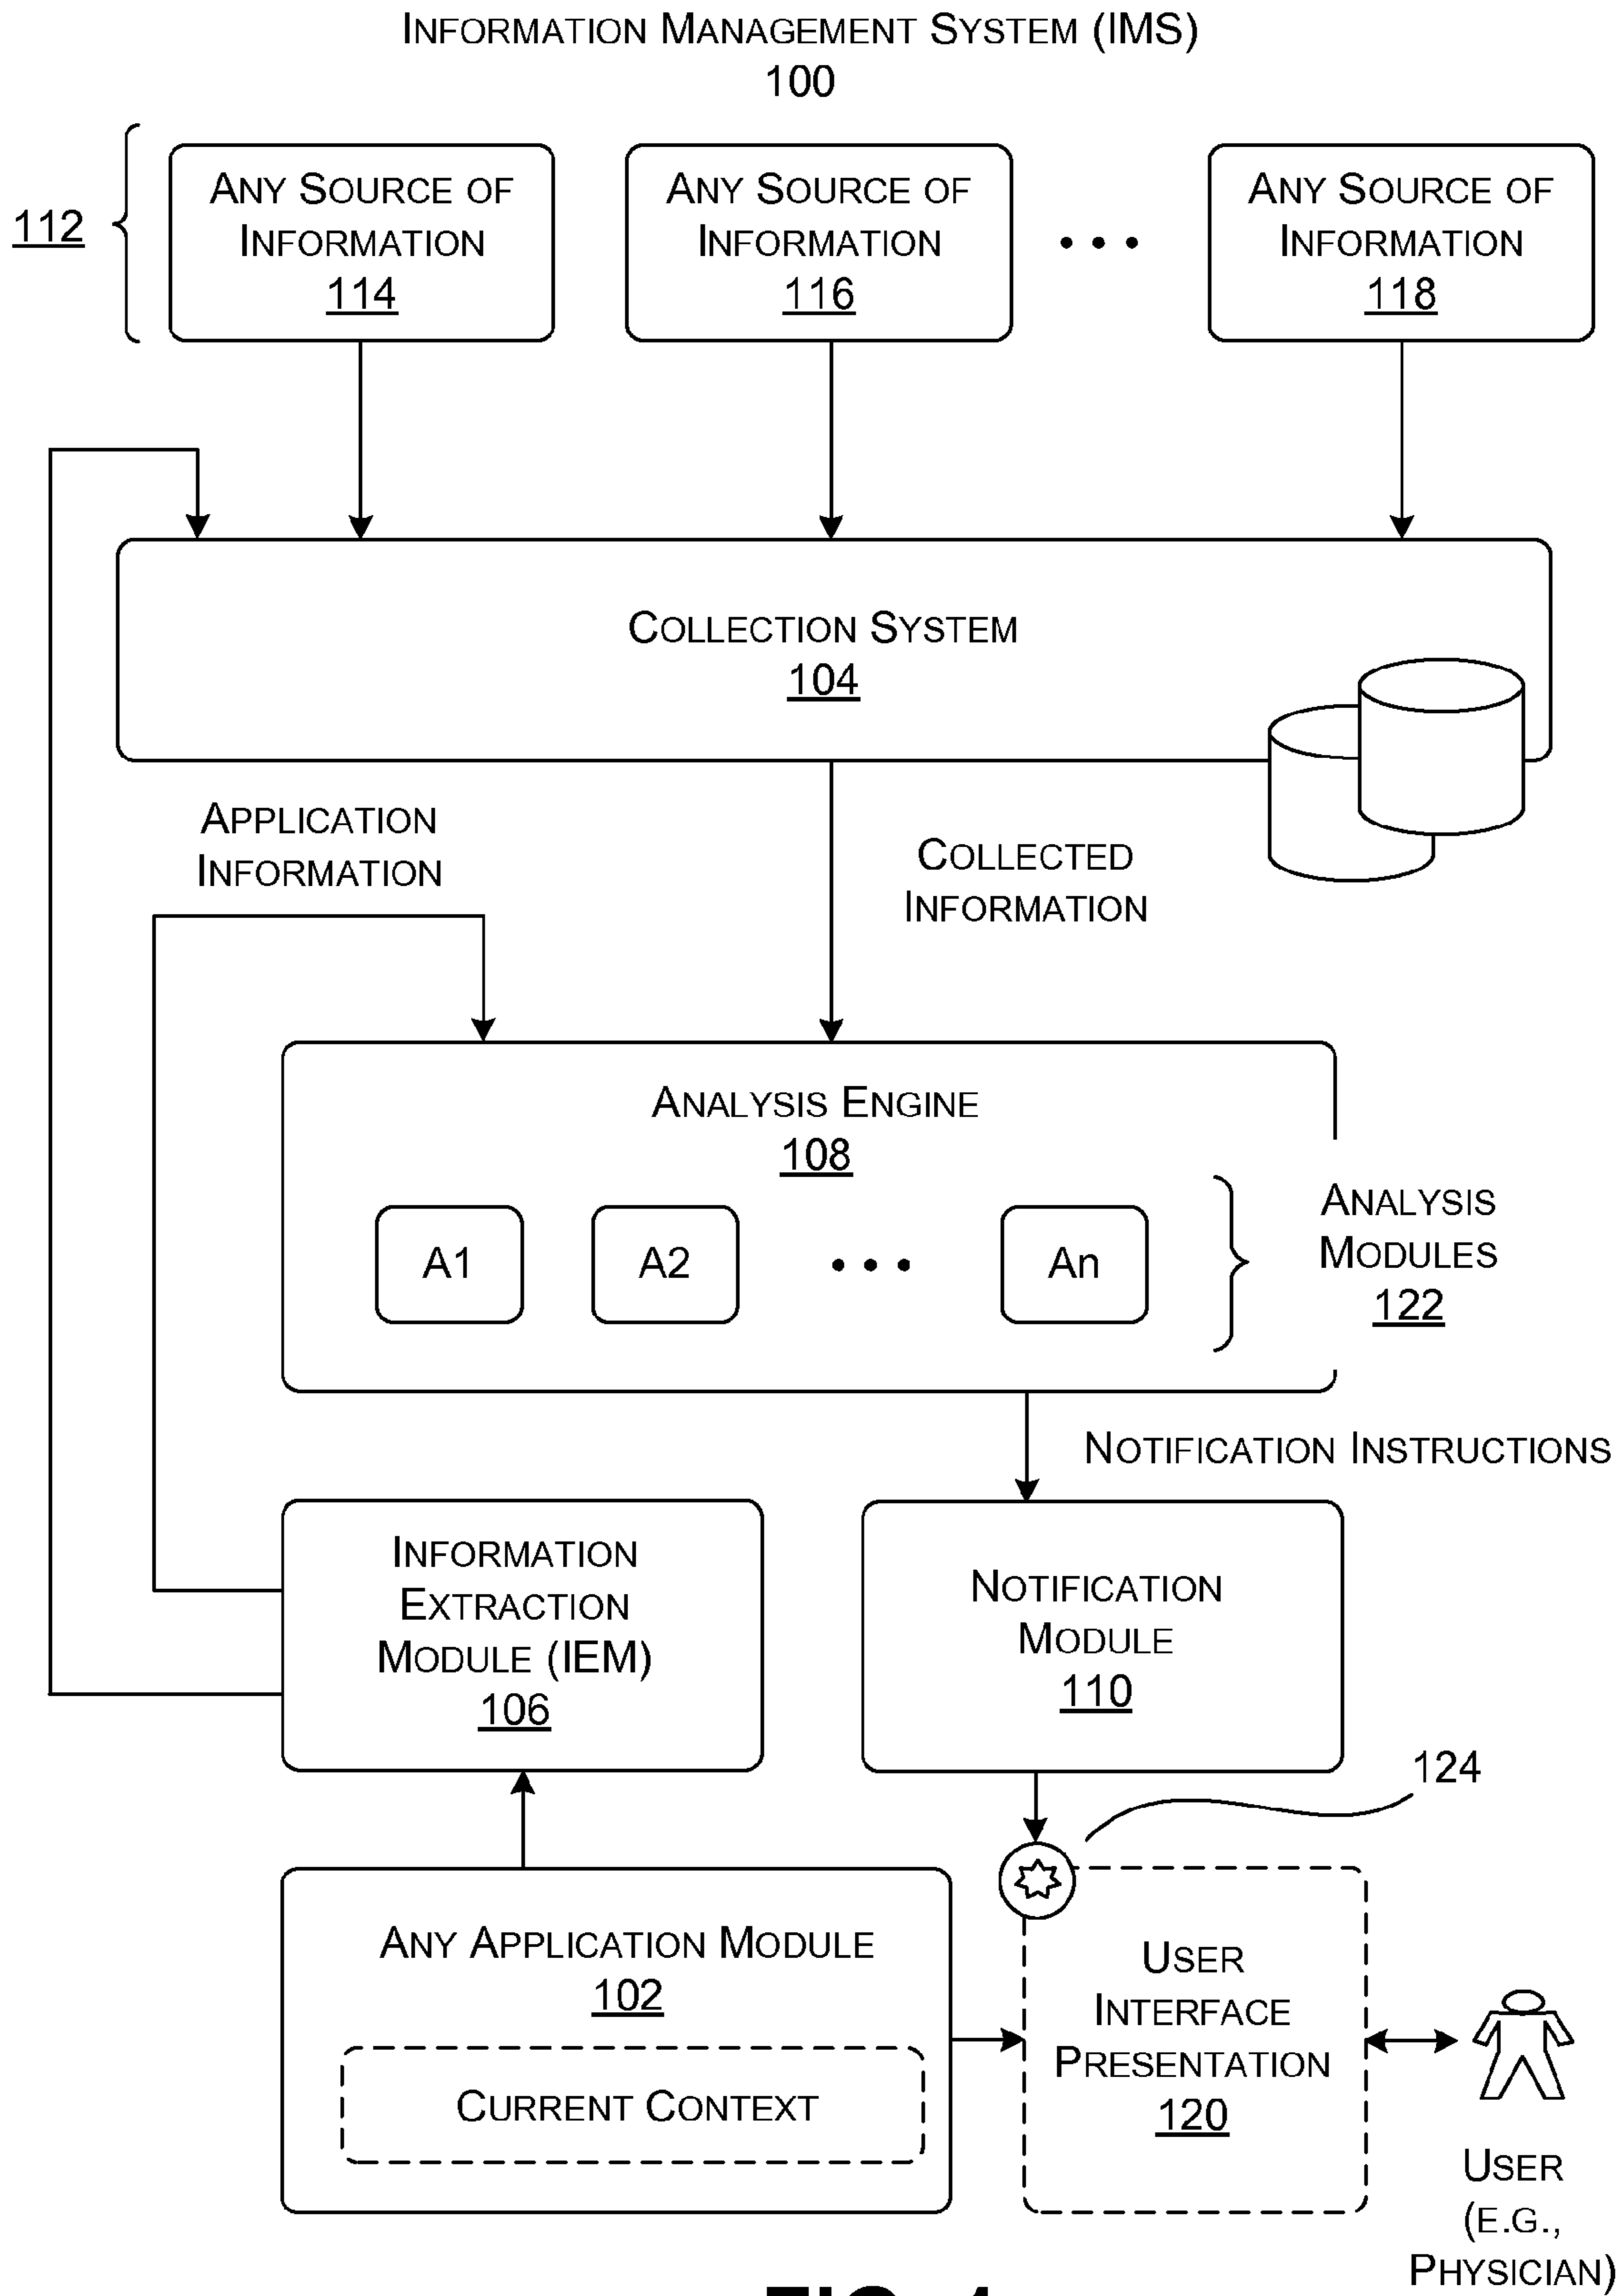 INFORMATION MANAGEMENT SYSTEM (IMS)
100
112
ANY SOURCE OF
INFORMATION
114
ANY SOURCE OF
INFORMATION
116
• • •
ANY SOURCE OF
INFORMATION
118
COLLECTION SYSTEM
104
APPLICATION
INFORMATION
COLLECTED
INFORMATION
ANALYSIS ENGINE
108
A1
A2
• • •
An
ANALYSIS
MODULES
122
NOTIFICATION INSTRUCTIONS
INFORMATION
EXTRACTION
MODULE (IEM)
106
NOTIFICATION
MODULE
110
124
ANY APPLICATION MODULE
102
CURRENT CONTEXT
USER
INTERFACE
PRESENTATION
120
USER
(E.G.,
PHYSICIAN)